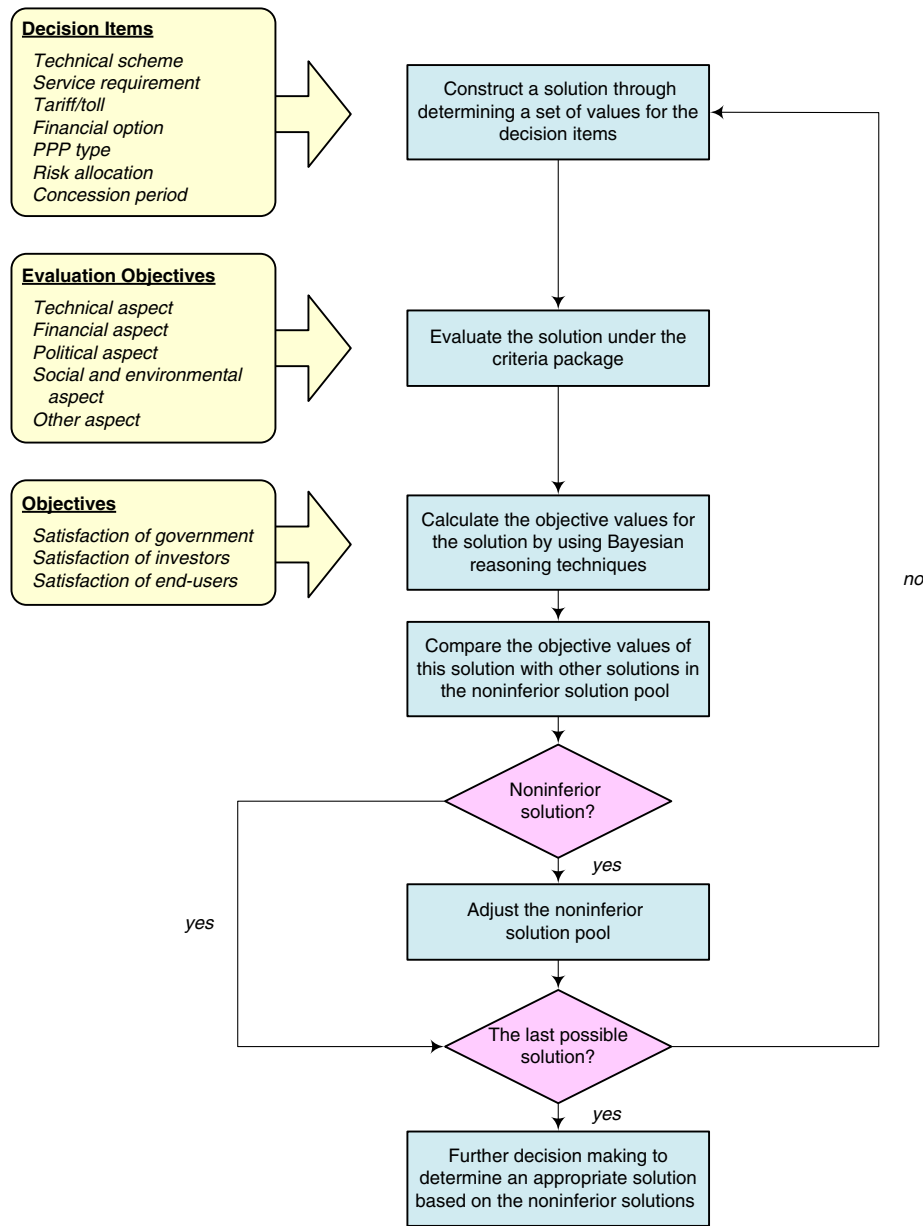 Decision Items
Technical scheme
Service requirement
Tariff/toll
Financial option
PPP type
Risk allocation
Concession period
Construct a solution through
determining a set of values for the
decision items
Evaluation Objectives
Technical aspect
Financial aspect
Political aspect
Social and environmental
aspect
Other aspect
Evaluate the solution under the
criteria package
Objectives
Satisfaction of government
Satisfaction of investors
Satisfaction of end-users
Calculate the objective values for
the solution by using Bayesian
reasoning techniques
no
Compare the objective values of
this solution with other solutions in
the noninferior solution pool
Noninferior
solution?
yes
yes
Adjust the noninferior
solution pool
The last possible
solution?
yes
Further decision making to
determine an appropriate solution
based on the noninferior solutions